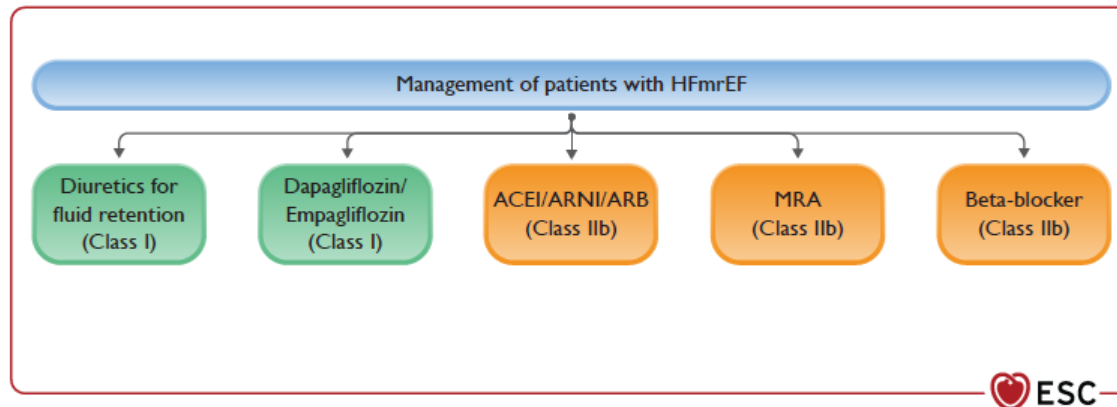 Management of patients with HFmrEF
Diuretics for
fluid retention
(Class I)
Dapagliflozin/
Empagliflozin
(Class I)
ACEI/ARNI/ARB
(Class IIb)
MRA
(Class IIb)
Beta-blocker
(Class IIb)
ESC